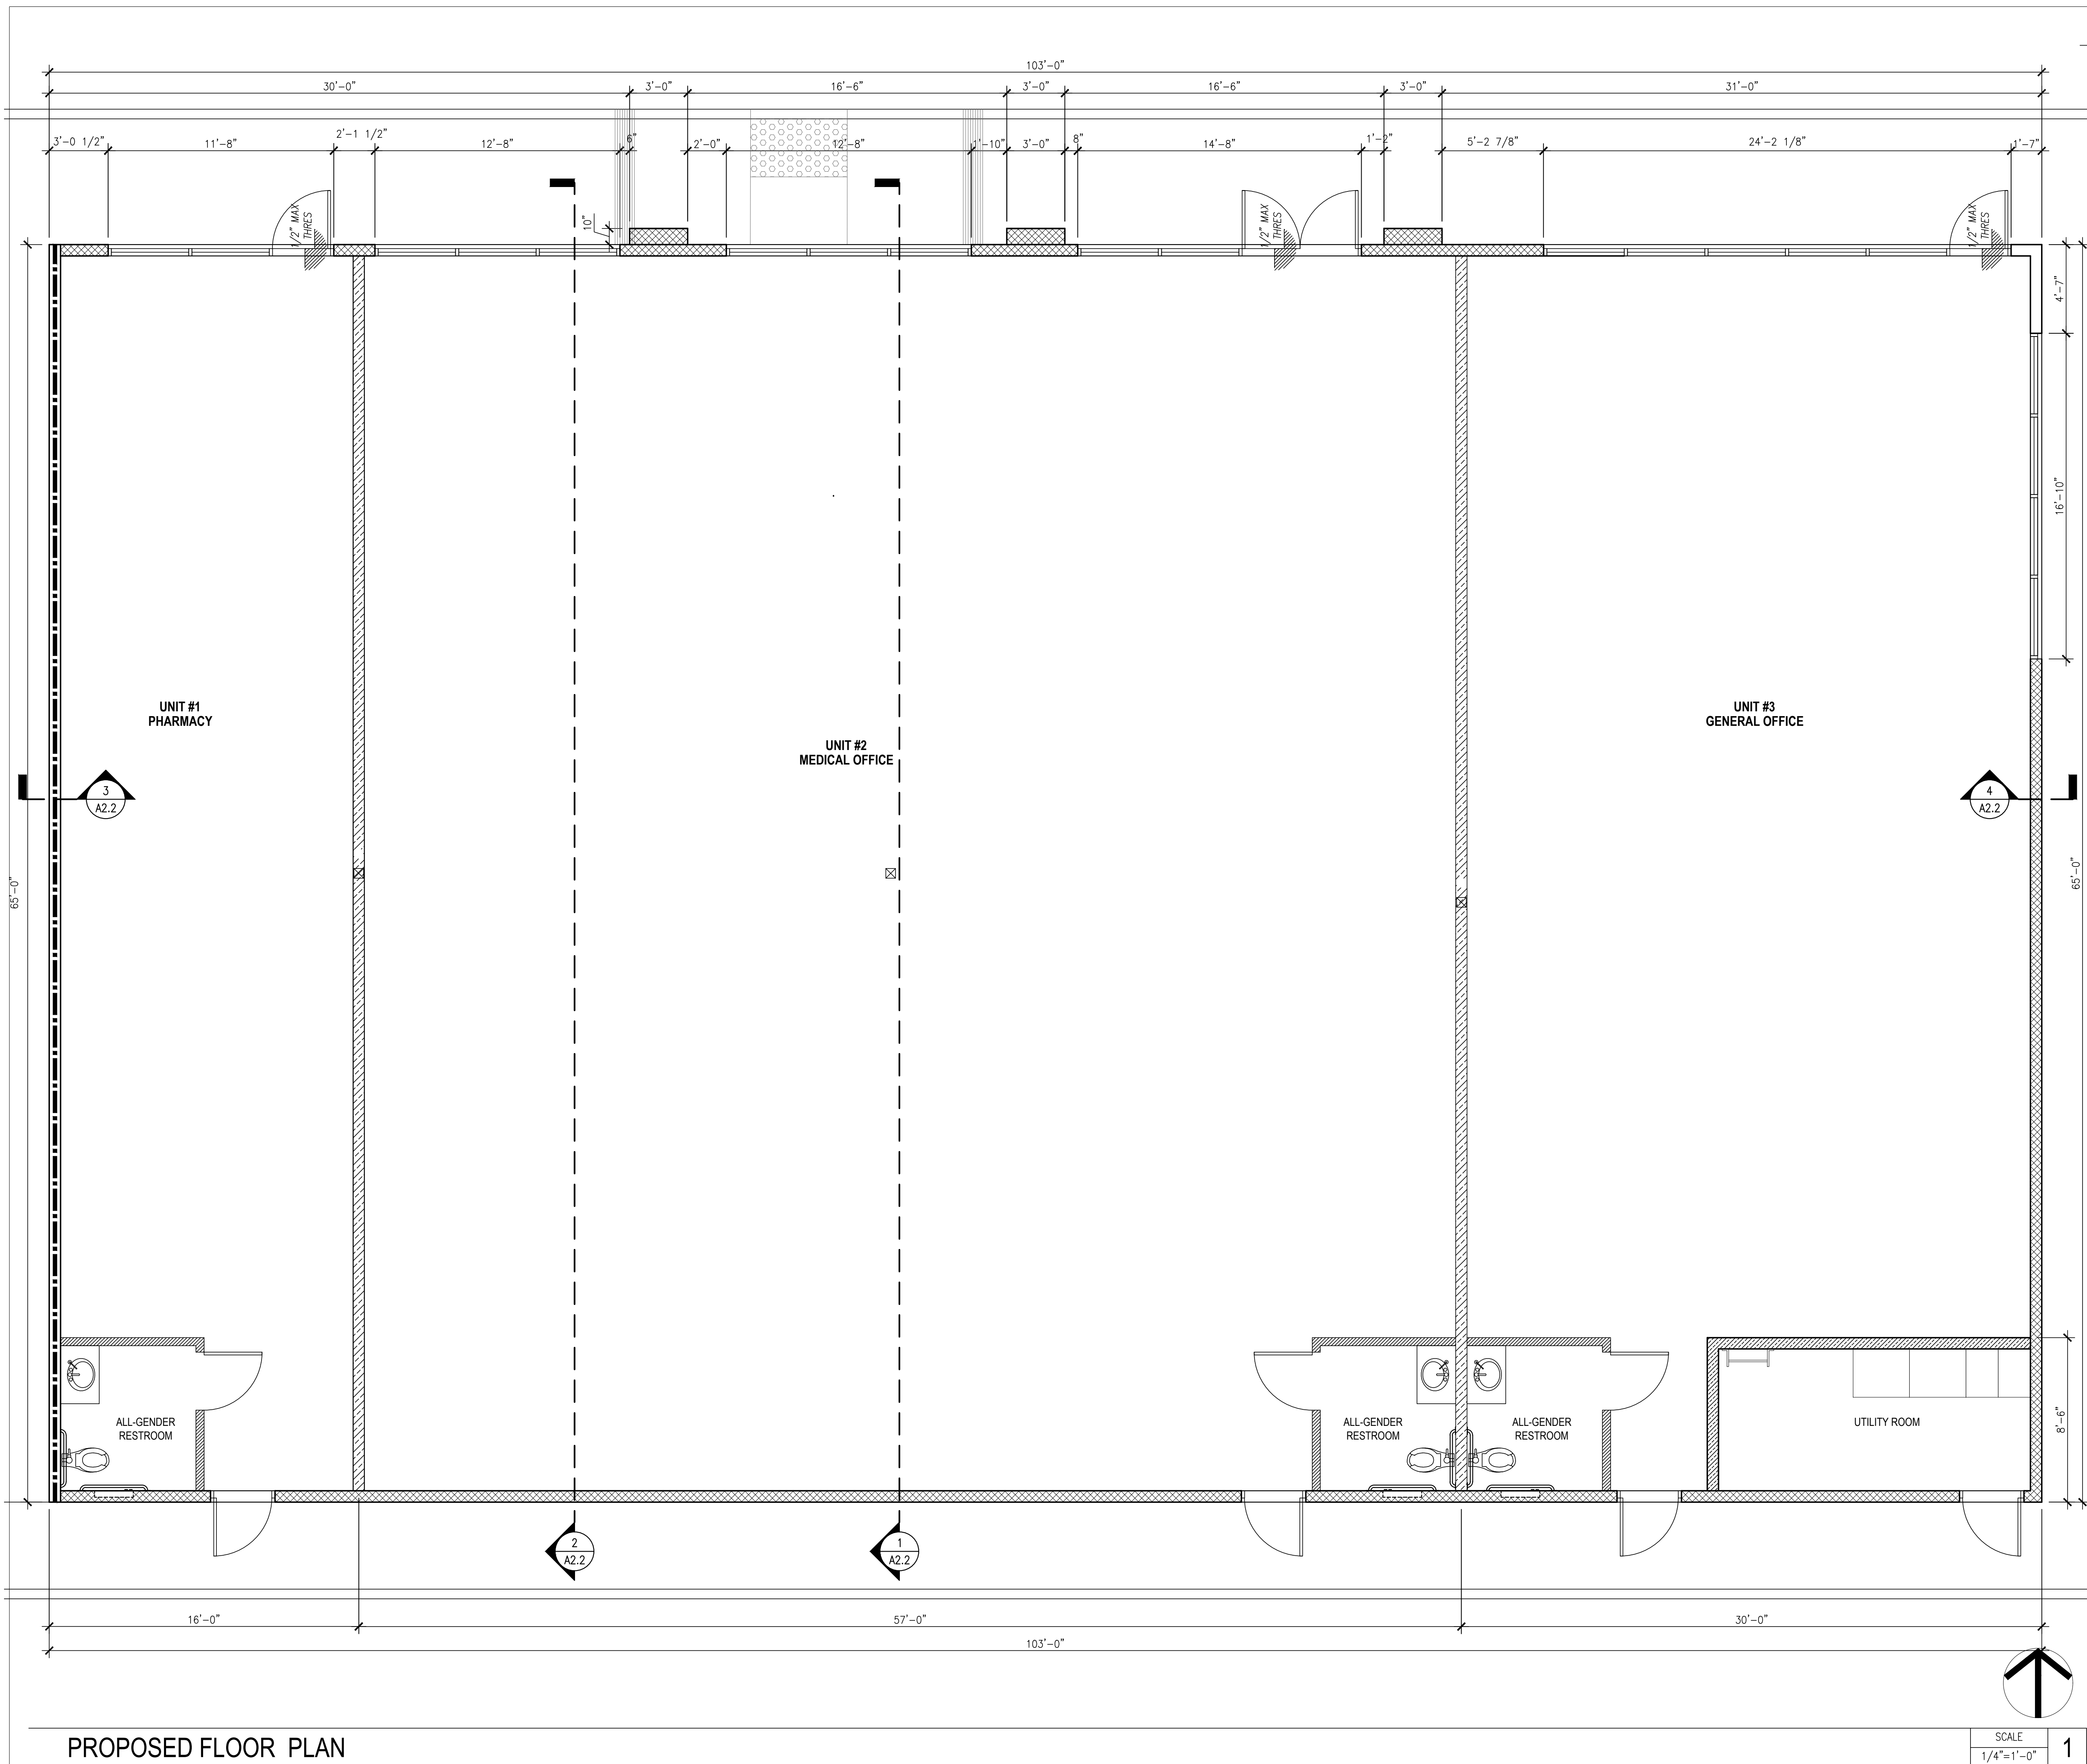 103'-0"
30'-0"
3'-0"
16'-6"
3'-0"
16'-6"
3'-0"
31'-0"
3'-0 1/2"
11'-8"
2'-1 1/2"
12'-8"
6"
2'-0"
12'-8"
1'-10"
3'-0"
8"
14'-8"
1'-2"
5'-2 7/8"
24'-2 1/8"
1'-7"
1/2" MAX
THRES
10"
1/2" MAX
THRES
1/2" MAX
THRES
4'-7"
16'-10"
UNIT #1
PHARMACY
UNIT #2
MEDICAL OFFICE
UNIT #3
GENERAL OFFICE
3
A2.2
4
A2.2
65'-0"
65'-0"
ALL-GENDER
RESTROOM
ALL-GENDER
RESTROOM
ALL-GENDER
RESTROOM
UTILITY ROOM
8'-6"
2
A2.2
1
A2.2
16'-0"
57'-0"
30'-0"
103'-0"
PROPOSED FLOOR PLAN
SCALE
1/4"=1'-0"
1